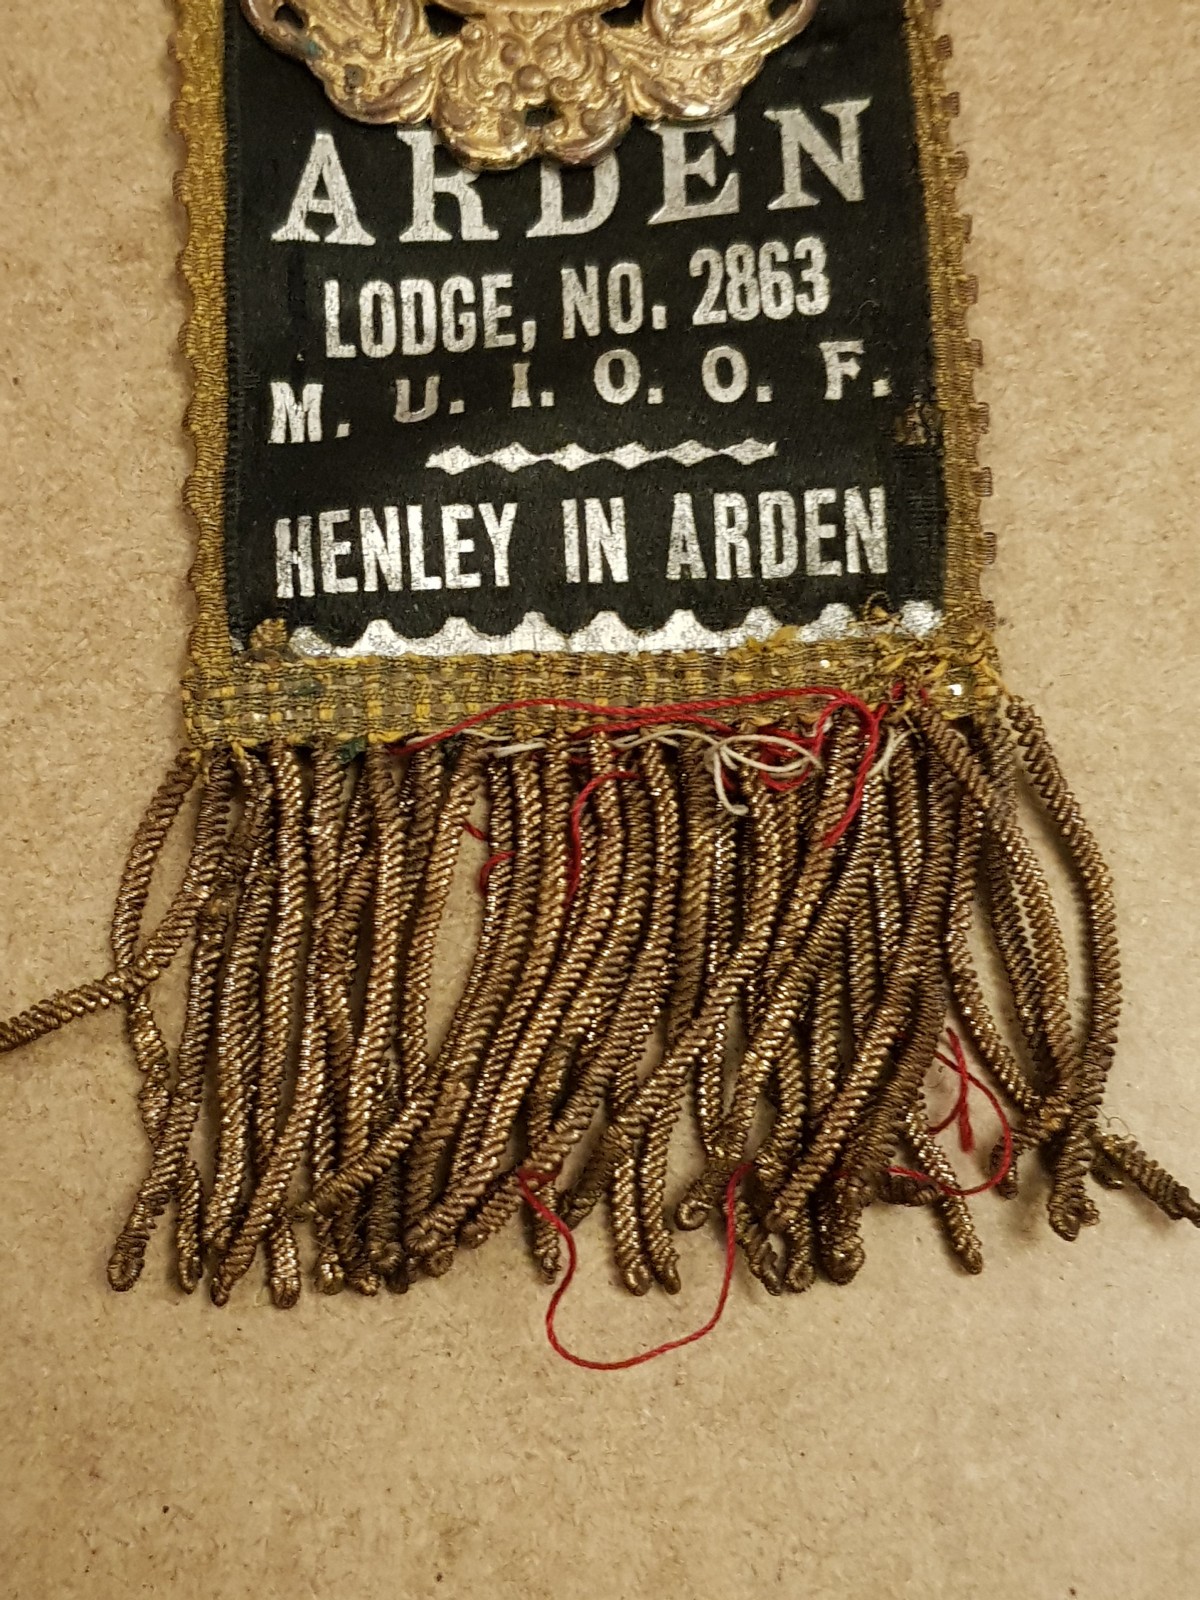 ARDEN
LODGE, NO. 2863
M. U. I. O. O. F.
HENLEY IN ARDEN